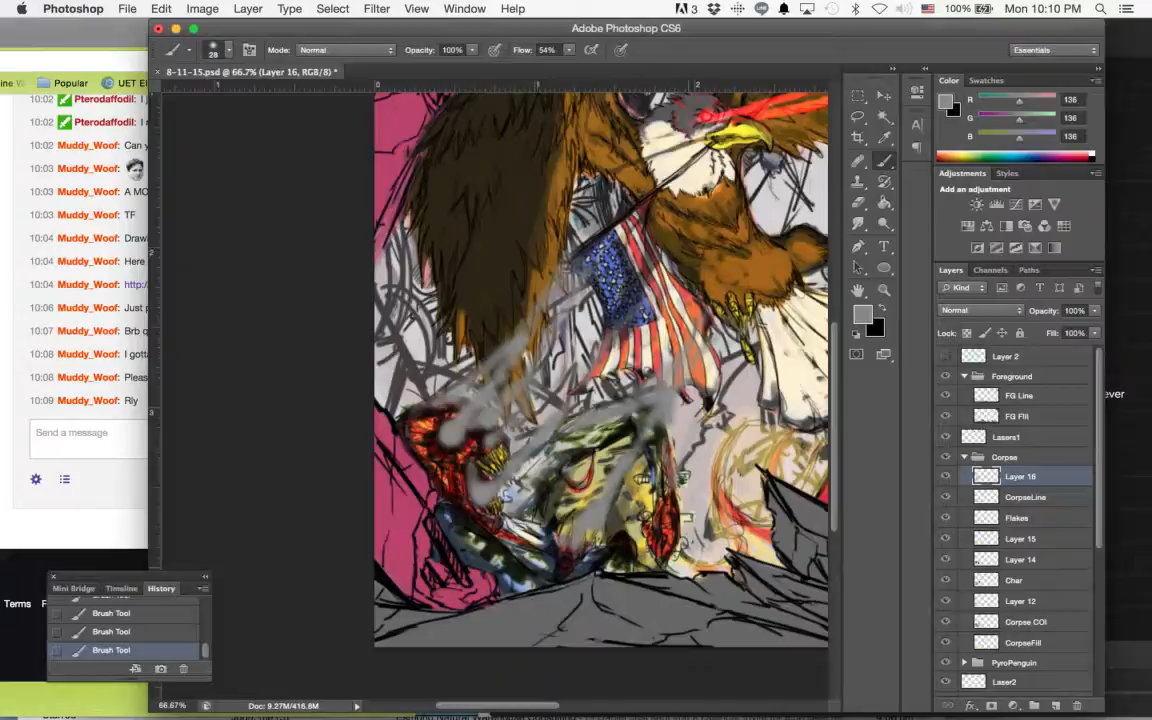 Photoshop File Edit Image Layer Type Select Filter View Window Help
3 100% Mon 10:10 PM
Adobe Photoshop CS6
28 Mode: Normal Opacity: 100% Flow: 54% Essentials
8-11-15.psd @ 66.7% (Layer 16, RGB/8) *
Popular
10:02 Pterodaffodil:
10:02 Pterodaffodil:
10:02 Muddy_Woof: Can
10:03 Muddy_Woof:
10:03 Muddy_Woof: A
10:03 Muddy_Woof: TF
10:04 Muddy_Woof:
10:04 Muddy_Woof: Here
10:04 Muddy_Woof:
10:06 Muddy_Woof:
10:07 Muddy_Woof: Brb
10:08 Muddy_Woof: I
10:08 Muddy_Woof:
10:09 Muddy_Woof:
Send a message
Terms
Mini Bridge Timeline History
Brush Tool
Brush Tool
Brush Tool
66.67% Doc: 9.27M/416.8M
Color Swatches
R 136
G 136
B 136
Adjustments Styles
Add an adjustment
Layers Channels Paths
Kind
Normal Opacity: 100%
Lock: Fill: 100%
Layer 2
Foreground
FG Line
FG Fill
Lasers1
Corpse
Layer 16
CorpseLine
Flakes
Layer 15
Layer 14
Char
Layer 12
Corpse COl
CorpseFill
PyroPenguin
Laser2
ever